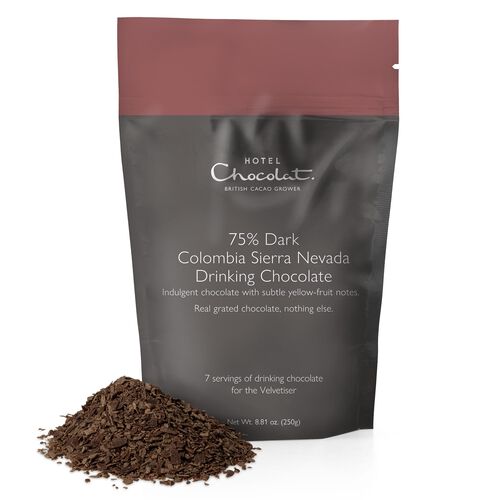 HOTEL
Chocolat.
BRITISH CACAO GROWER
75% Dark
Colombia Sierra Nevada
Drinking Chocolate
Indulgent chocolate with subtle yellow-fruit notes.
Real grated chocolate, nothing else.
7 servings of drinking chocolate
for the Velvetiser
Net Wt. 8.81 oz. (250g)